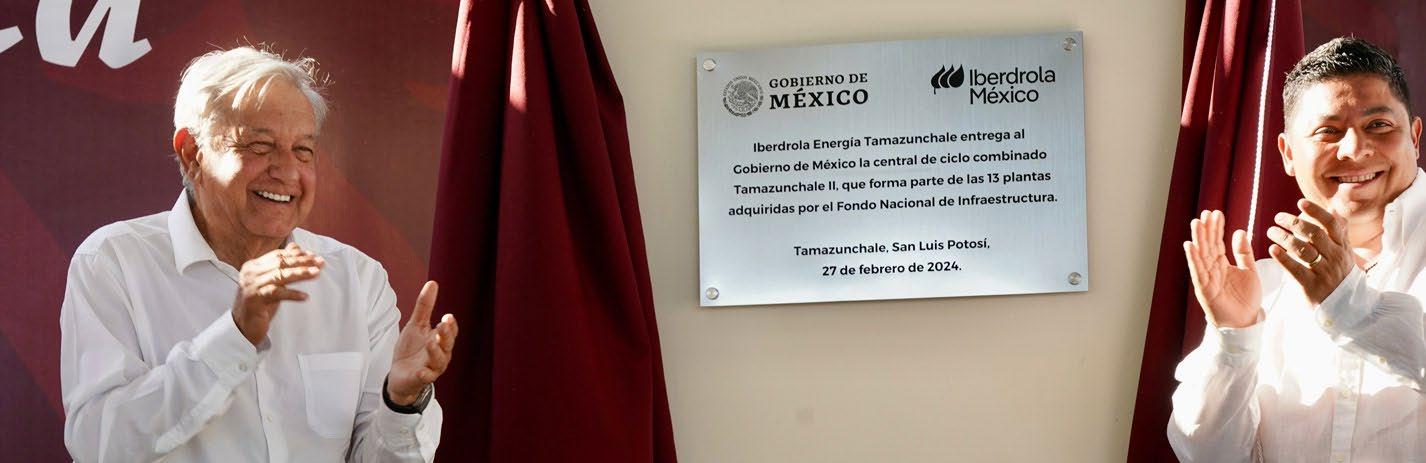 GOBIERNO DE
MÉXICO
Iberdrola
México
Iberdrola Energía Tamazunchale entrega al
Gobierno de México la central de ciclo combinado
Tamazunchale II, que forma parte de las 13 plantas
adquiridas por el Fondo Nacional de Infraestructura.
Tamazunchale, San Luis Potosí,
27 de febrero de 2024.